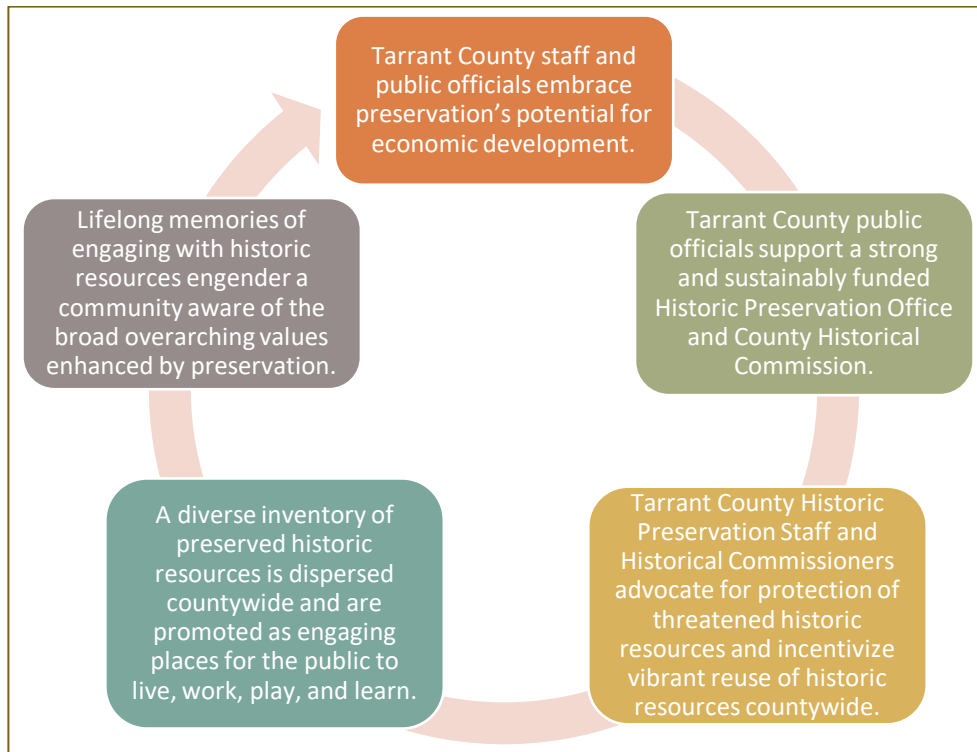 Tarrant County staff and
public officials embrace
preservation's potential for
economic development.
Tarrant County public
officials support a strong
and sustainably funded
Historic Preservation Office
and County Historical
Commission.
Tarrant County Historic
Preservation Staff and
Historical Commissioners
advocate for protection of
threatened historic
resources and incentivize
vibrant reuse of historic
resources countywide.
A diverse inventory of
preserved historic
resources is dispersed
countywide and are
promoted as engaging
places for the public to
live, work, play, and learn.
Lifelong memories of
engaging with historic
resources engender a
community aware of the
broad overarching values
enhanced by preservation.